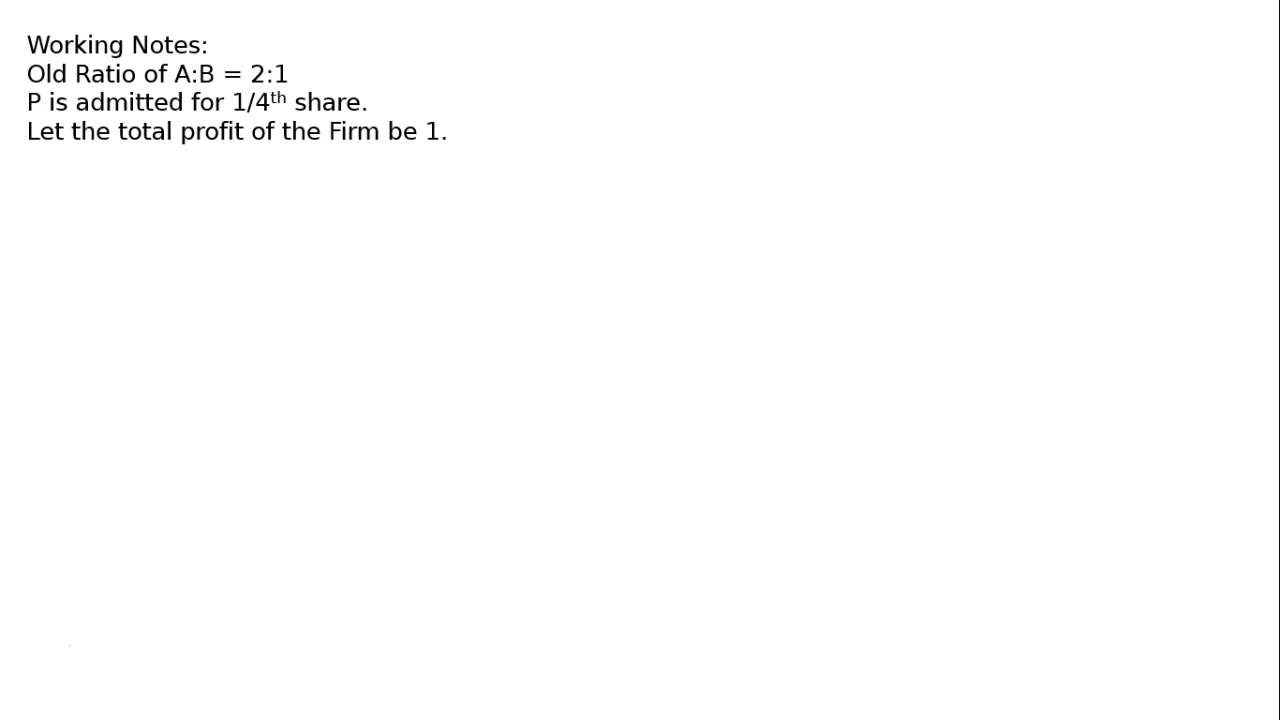 Working Notes:
Old Ratio of A:B = 2:1
P is admitted for 1/4th share.
Let the total profit of the Firm be 1.